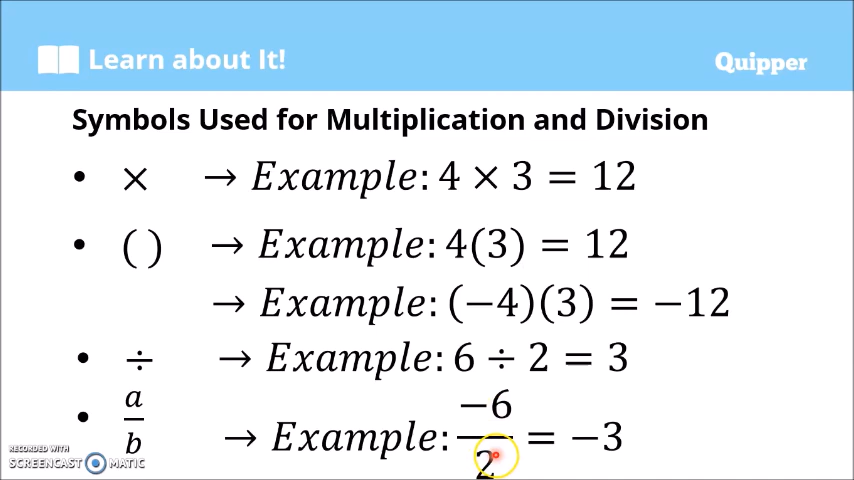 Learn about It!
Quipper
Symbols Used for Multiplication and Division
• × → Example: 4 × 3 = 12
• ( ) → Example: 4(3) = 12
→ Example: (−4)(3) = −12
• ÷ → Example: 6 ÷ 2 = 3
• a/b → Example: −6/2 = −3
RECORDED WITH
SCREENCAST MATIC